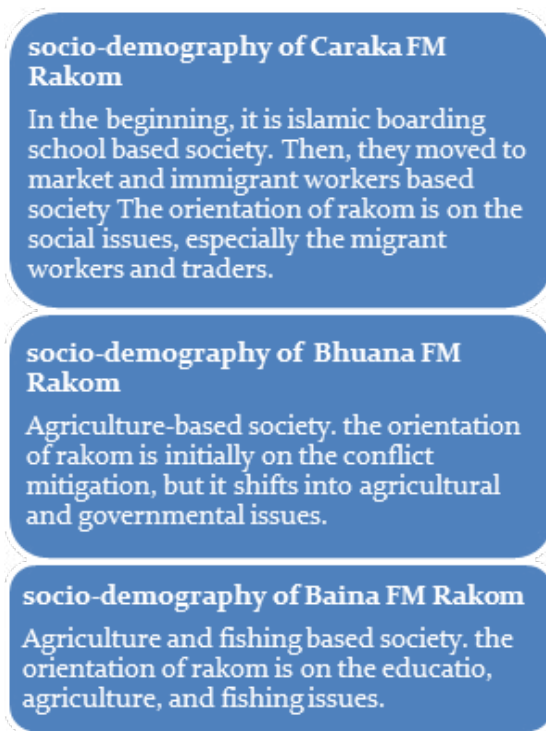 socio-demography of Caraka FM
Rakom
In the beginning, it is islamic boarding
school based society. Then, they moved to
market and immigrant workers based
society The orientation of rakom is on the
social issues, especially the migrant
workers and traders.
socio-demography of Bhuana FM
Rakom
Agriculture-based society. the orientation
of rakom is initially on the conflict
mitigation, but it shifts into agricultural
and governmental issues.
socio-demography of Baina FM Rakom
Agriculture and fishing based society. the
orientation of rakom is on the educatio,
agriculture, and fishing issues.